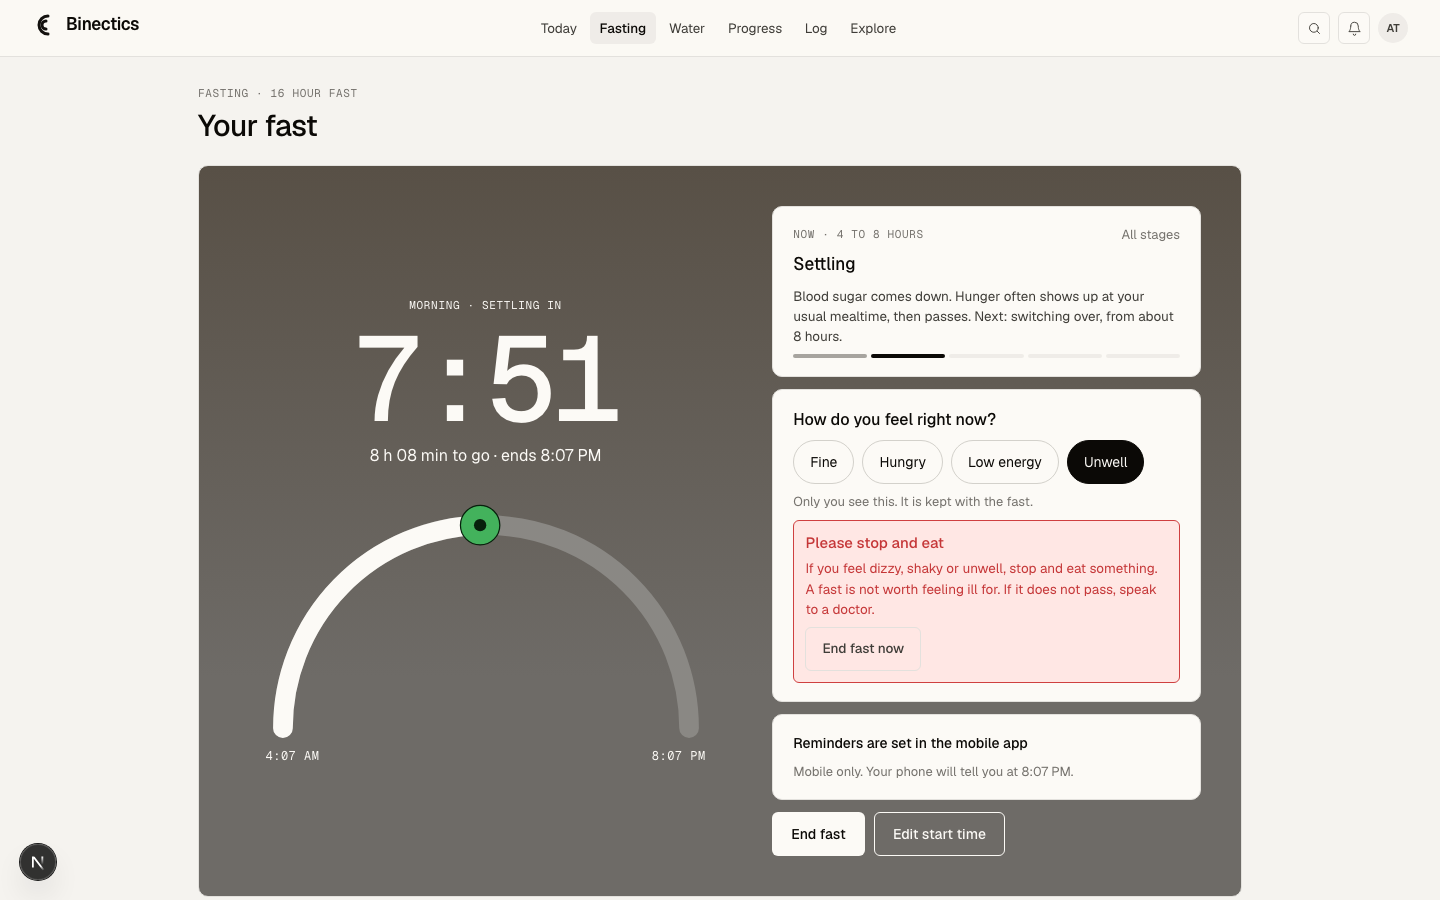 Binectics
Today
Fasting
Water
Progress
Log
Explore
AT
FASTING · 16 HOUR FAST
Your fast
MORNING · SETTLING IN
7:51
8 h 08 min to go · ends 8:07 PM
4:07 AM
8:07 PM
NOW · 4 TO 8 HOURS
All stages
Settling
Blood sugar comes down. Hunger often shows up at your
usual mealtime, then passes. Next: switching over, from about
8 hours.
How do you feel right now?
Fine
Hungry
Low energy
Unwell
Only you see this. It is kept with the fast.
Please stop and eat
If you feel dizzy, shaky or unwell, stop and eat something.
A fast is not worth feeling ill for. If it does not pass, speak
to a doctor.
End fast now
Reminders are set in the mobile app
Mobile only. Your phone will tell you at 8:07 PM.
End fast
Edit start time
N